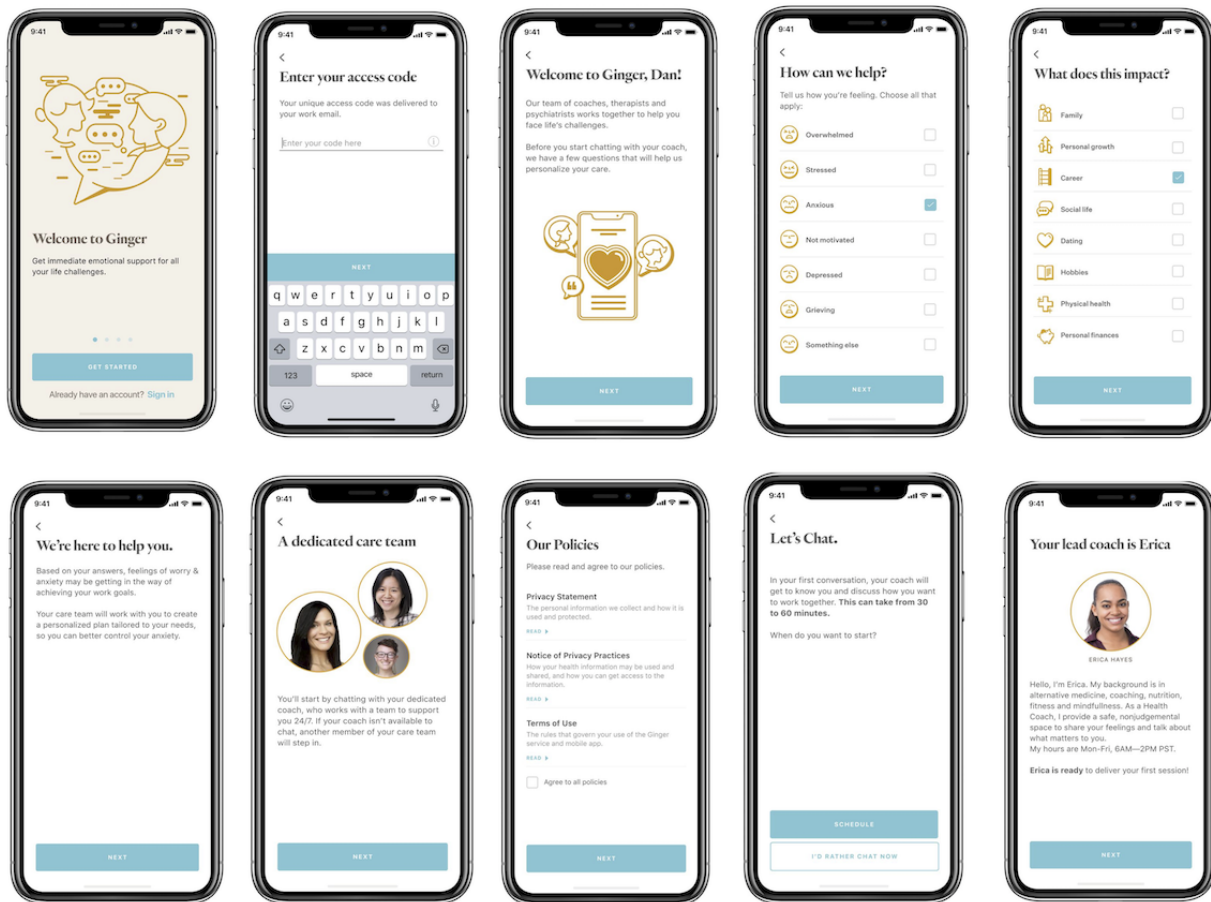 9:41
Welcome to Ginger
Get immediate emotional support for all
your life challenges.
GET STARTED
Already have an account? Sign in
9:41
Enter your access code
Your unique access code was delivered to
your work email.
Enter your code here
NEXT
q w e r t y u i o p
a s d f g h j k l
z x c v b n m
123 space return
9:41
Welcome to Ginger, Dan!
Our team of coaches, therapists and
psychiatrists works together to help you
face life's challenges.
Before you start chatting with your coach,
we have a few questions that will help us
personalize your care.
NEXT
9:41
How can we help?
Tell us how you're feeling. Choose all that
apply:
Overwhelmed
Stressed
Anxious
Not motivated
Depressed
Grieving
Something else
NEXT
9:41
What does this impact?
Family
Personal growth
Career
Social life
Dating
Hobbies
Physical health
Personal finances
NEXT
9:41
We're here to help you.
Based on your answers, feelings of worry &
anxiety may be getting in the way of
achieving your work goals.
Your care team will work with you to create
a personalized plan tailored to your needs,
so you can better control your anxiety.
NEXT
9:41
A dedicated care team
You'll start by chatting with your dedicated
coach, who works with a team to support
you 24/7. If your coach isn't available to
chat, another member of your care team
will step in.
NEXT
9:41
Our Policies
Please read and agree to our policies.
Privacy Statement
The personal information we collect and how it is
used and protected.
READ
Notice of Privacy Practices
How your health information may be used and
shared, and how you can get access to the
information.
READ
Terms of Use
The rules that govern your use of the Ginger
service and mobile app.
READ
Agree to all policies
NEXT
9:41
Let's Chat.
In your first conversation, your coach will
get to know you and discuss how you want
to work together. This can take from 30
to 60 minutes.
When do you want to start?
SCHEDULE
I'D RATHER CHAT NOW
9:41
Your lead coach is Erica
ERICA HAYES
Hello, I'm Erica. My background is in
alternative medicine, coaching, nutrition,
fitness and mindfullness. As a Health
Coach, I provide a safe, nonjudgemental
space to share your feelings and talk about
what matters to you.
My hours are Mon-Fri, 6AM—2PM PST.
Erica is ready to deliver your first session!
NEXT